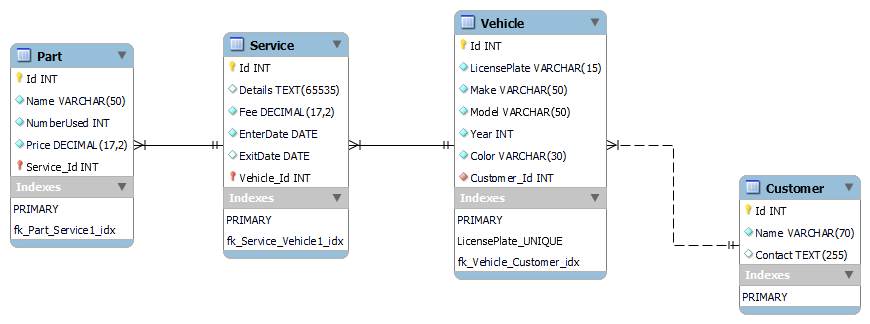 Part
Id INT
Name VARCHAR(50)
NumberUsed INT
Price DECIMAL(17,2)
Service_Id INT
Indexes
PRIMARY
fk_Part_Service1_idx
Service
Id INT
Details TEXT(65535)
Fee DECIMAL(17,2)
EnterDate DATE
ExitDate DATE
Vehicle_Id INT
Indexes
PRIMARY
fk_Service_Vehicle1_idx
Vehicle
Id INT
LicensePlate VARCHAR(15)
Make VARCHAR(50)
Model VARCHAR(50)
Year INT
Color VARCHAR(30)
Customer_Id INT
Indexes
PRIMARY
LicensePlate_UNIQUE
fk_Vehicle_Customer_idx
Customer
Id INT
Name VARCHAR(70)
Contact TEXT(255)
Indexes
PRIMARY